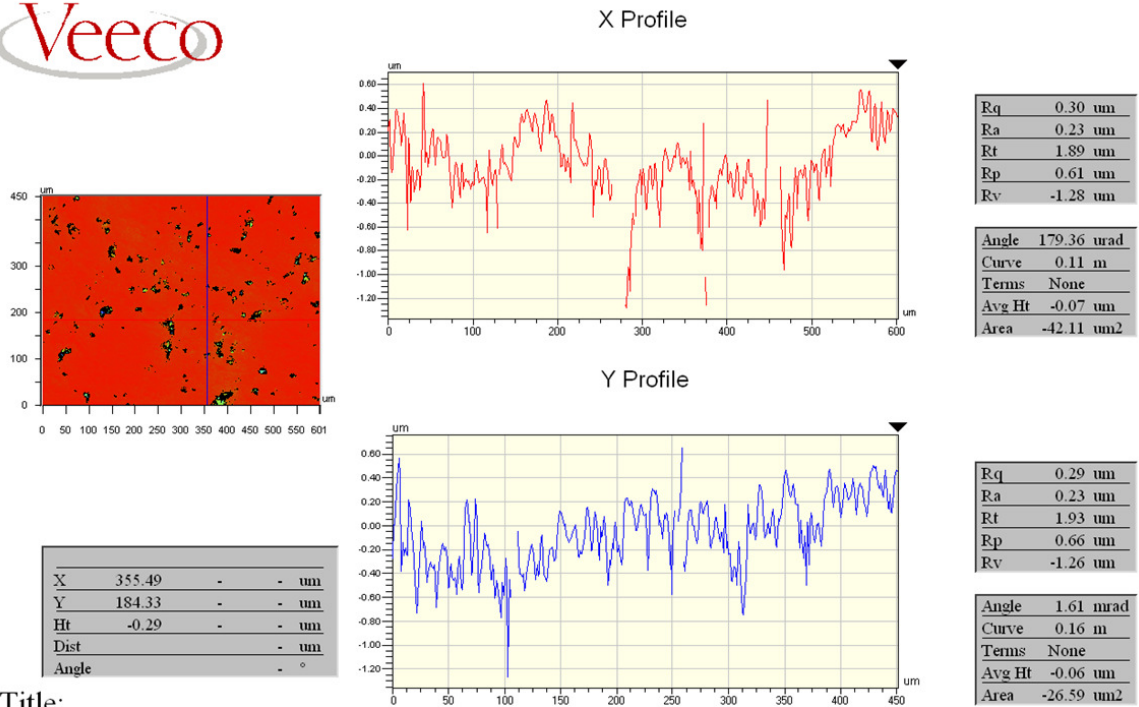 Veeco
X Profile
um
0.60
0.40
0.20
0.00
-0.20
-0.40
-0.60
-0.80
-1.00
-1.20
0 100 200 300 400 500 600
um
Rq 0.30 um
Ra 0.23 um
Rt 1.89 um
Rp 0.61 um
Rv -1.28 um
Angle 179.36 urad
Curve 0.11 m
Terms None
Avg Ht -0.07 um
Area -42.11 um2
um
450
300
200
100
0
um
0 50 100 150 200 250 300 350 400 450 500 550 601
Y Profile
um
0.60
0.40
0.20
0.00
-0.20
-0.40
-0.60
-0.80
-1.00
-1.20
um
0 50 100 150 200 250 300 350 400 450
Rq 0.29 um
Ra 0.23 um
Rt 1.93 um
Rp 0.66 um
Rv -1.26 um
Angle 1.61 mrad
Curve 0.16 m
Terms None
Avg Ht -0.06 um
Area -26.59 um2
X 355.49 - - um
Y 184.33 - - um
Ht -0.29 - - um
Dist - um
Angle - °
Title: